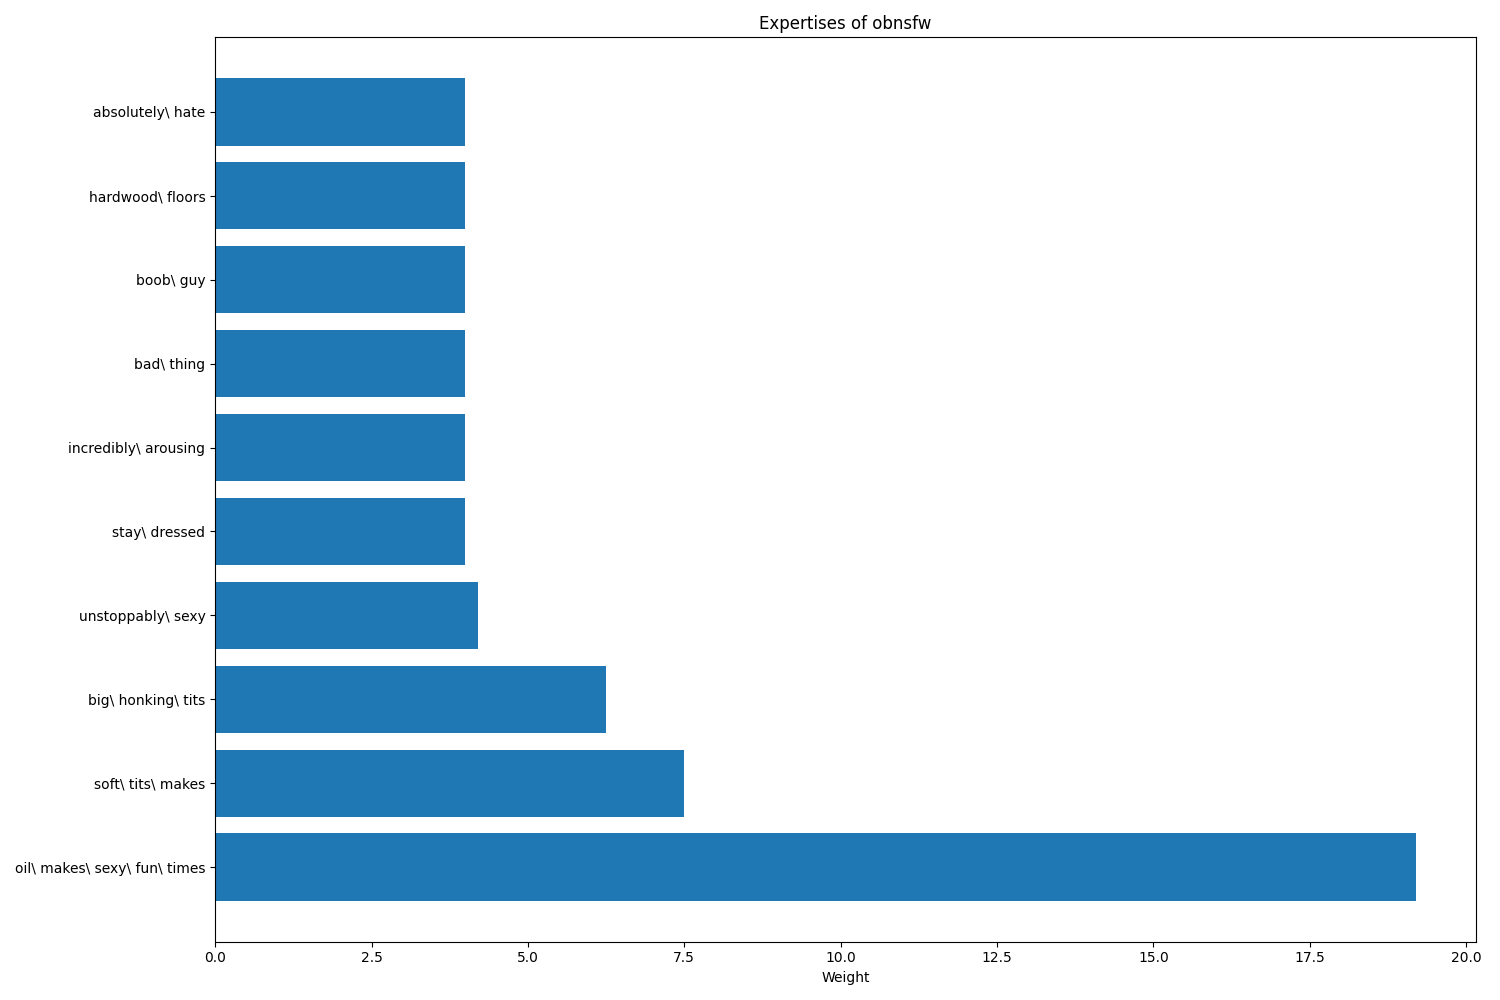 Expertises of obnsfw
absolutely\ hate
hardwood\ floors
boob\ guy
bad\ thing
incredibly\ arousing
stay\ dressed
unstoppably\ sexy
big\ honking\ tits
soft\ tits\ makes
oil\ makes\ sexy\ fun\ times
0.0 2.5 5.0 7.5 10.0 12.5 15.0 17.5 20.0
Weight